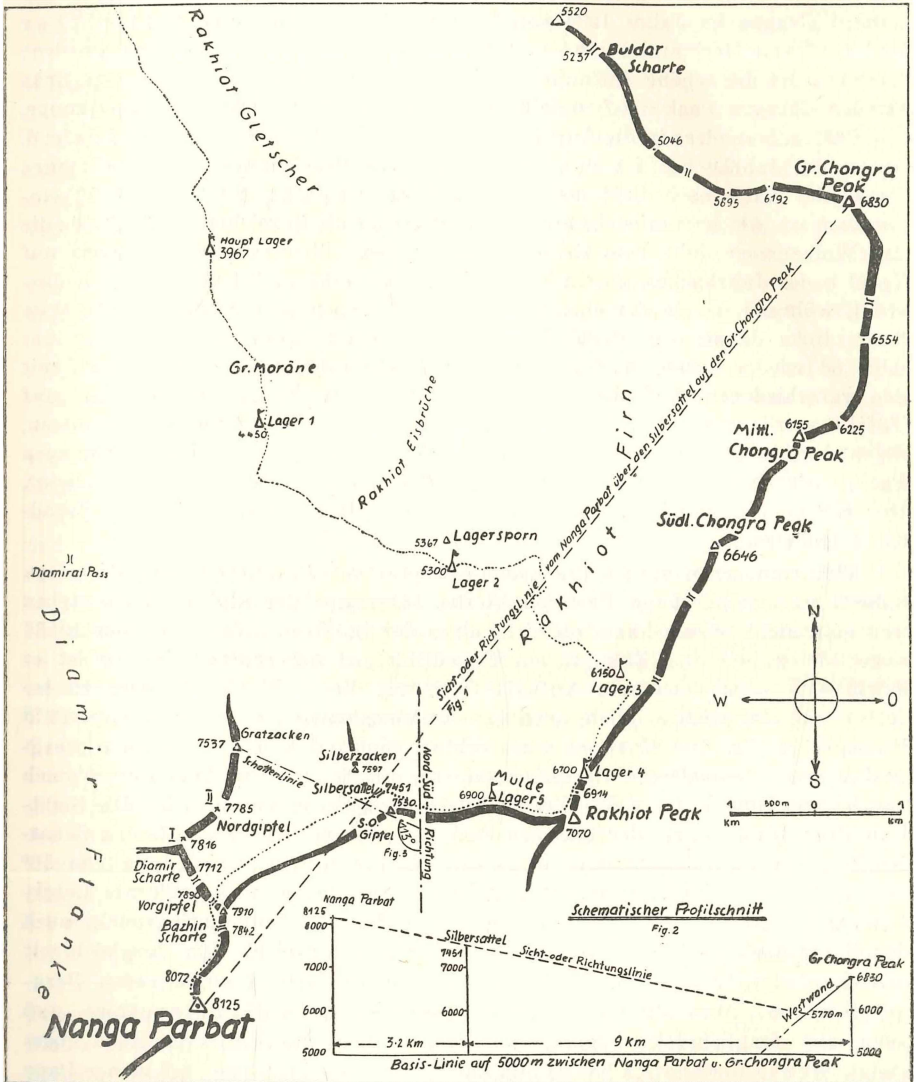 5520
5237
Buldar
Scharte
Rakhiot Gletscher
5046
5895
6192
Gr. Chongra
Peak
6830
Haupt Lager
3967
6554
Gr. Moräne
Lager 1
4450
Rakhiot Eisbrüche
6225
6155
Mittl.
Chongra Peak
Sicht-oder Richtungslinie vom Nanga Parbat über den Silbersattel auf den Gr. Chongra Peak
Fig. 1
Rakhiot Firn
Südl. Chongra Peak
6646
5367
Lagersporn
5300
Lager 2
Diamirai Pass
Diamir Flanke
6150
Lager 3
N
W
O
S
Gratzacken
7537
Schattenlinie
Silberzacken
7597
Silbersattel
7451
7530
S.O.
Gipfel
Fig. 3
Nord-Süd-
Richtung
6700
Lager 4
6914
Mulde
6900
Lager 5
Rakhiot Peak
7070
1
Km
500m
0
1
Km
II
7785
Nordgipfel
I
7816
Diamir
Scharte
7712
7890
Vorgipfel
7910
Bazhin
Scharte
7842
8072
8125
Nanga Parbat
Schematischer Profilschnitt
Fig. 2
Nanga Parbat
8125
8000
7000
6000
5000
Silbersattel
7451
7000
6000
Sicht-oder Richtungslinie
Gr Chongra Peak
6830
6000
5000
Westwand
5770m
3·2 Km
9 Km
Basis-Linie auf 5000m zwischen Nanga Parbat u. Gr-Chongra Peak